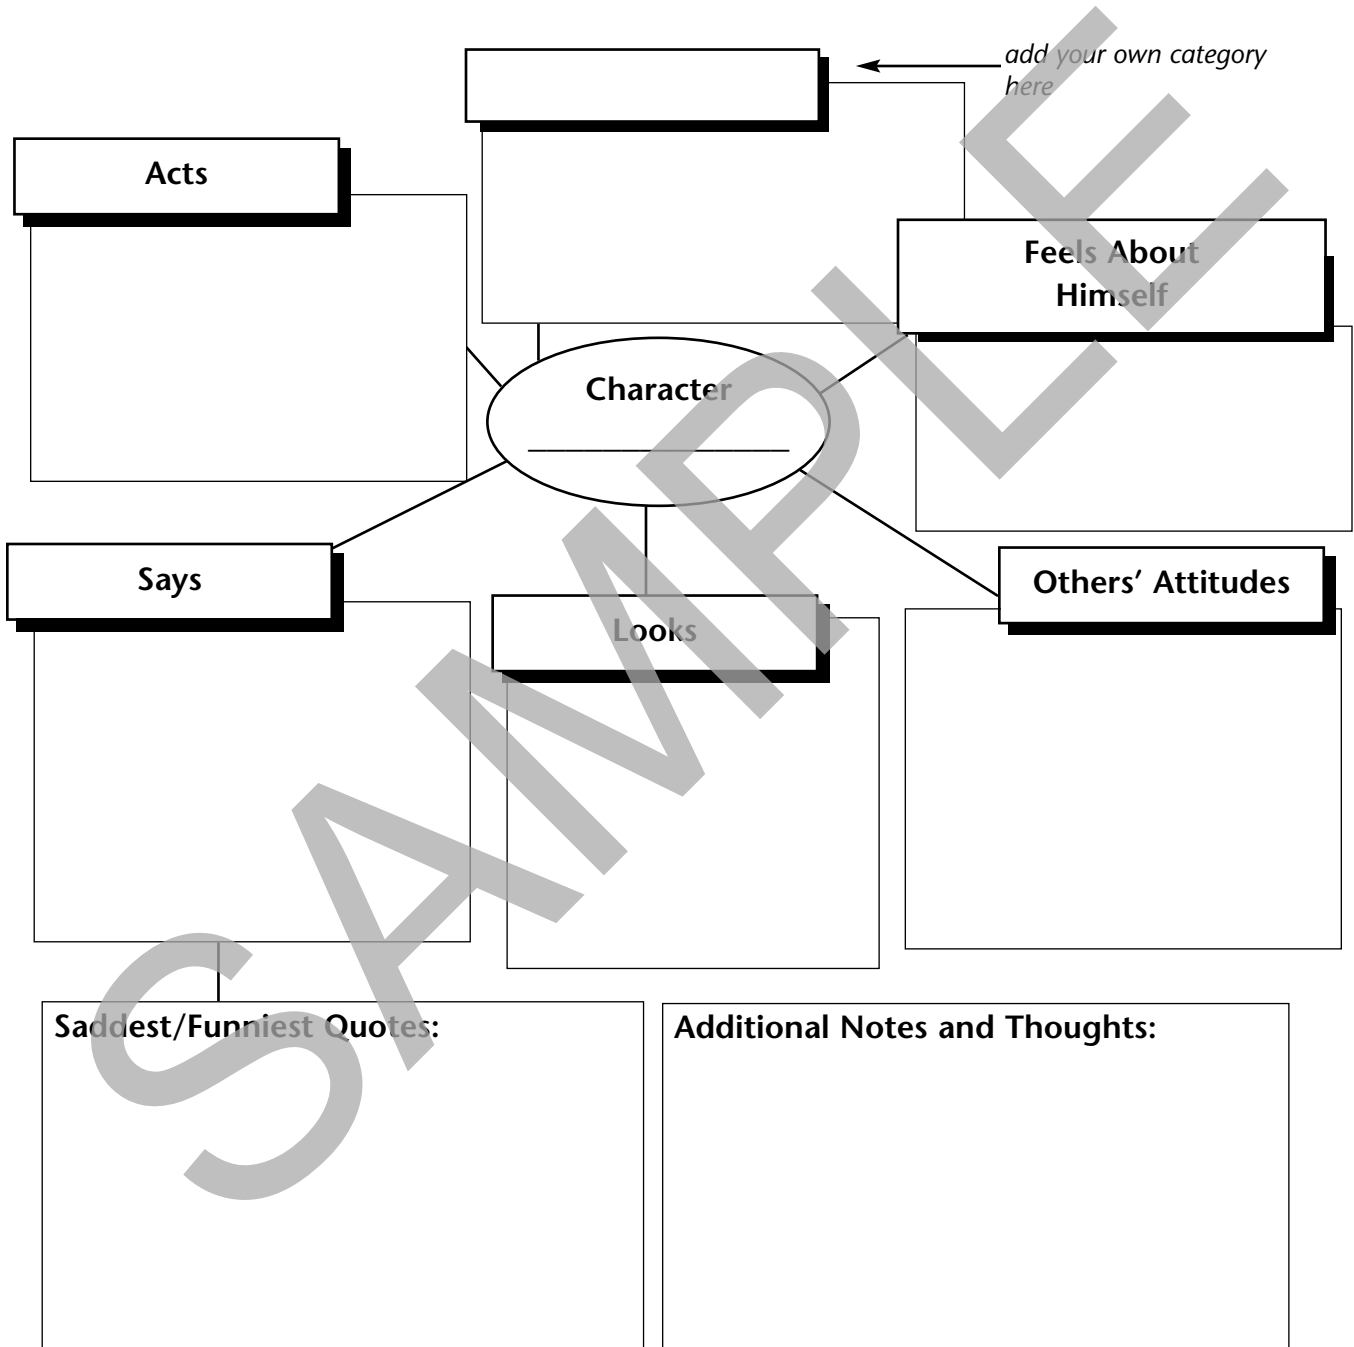 add your own category
here
Acts
Feels About
Himself
Character
____________________
Says
Looks
Others’ Attitudes
Saddest/Funniest Quotes:
Additional Notes and Thoughts:
SAMPLE